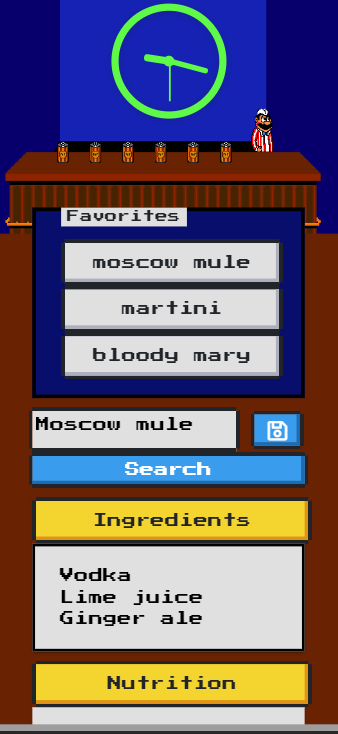 Favorites
moscow mule
martini
bloody mary
Moscow mule
Search
Ingredients
Vodka
Lime juice
Ginger ale
Nutrition